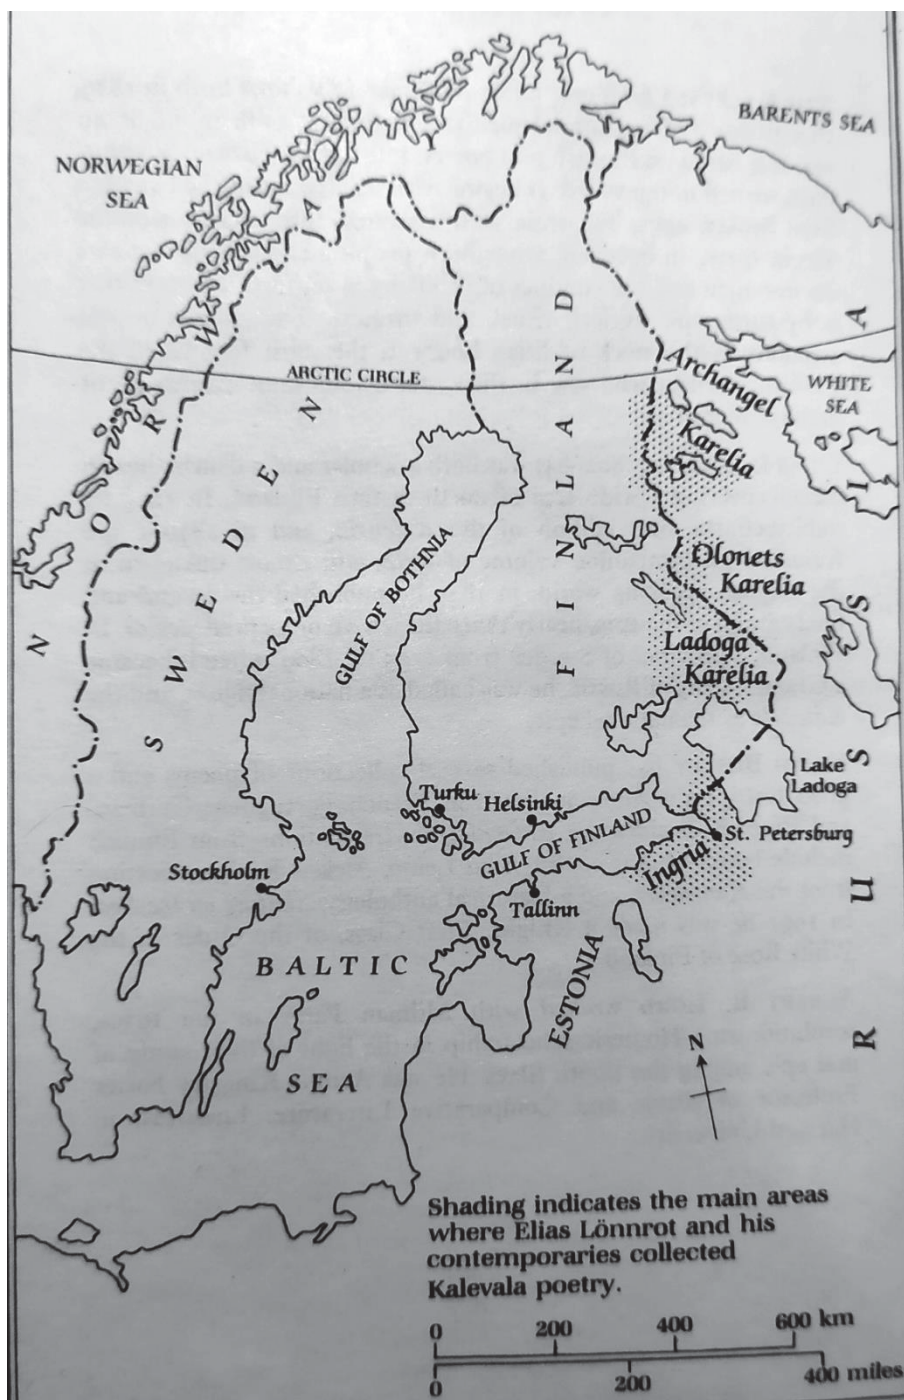 BARENTS SEA
NORWEGIAN
SEA
NORWAY
SWEDEN
FINLAND
RUSSIA
ARCTIC CIRCLE
WHITE
SEA
Archangel
Karelia
GULF OF BOTHNIA
Olonets
Karelia
Ladoga
Karelia
Lake
Ladoga
Turku
Helsinki
GULF OF FINLAND
St. Petersburg
Ingria
Stockholm
Tallinn
BALTIC
SEA
ESTONIA
N
Shading indicates the main areas
where Elias Lönnrot and his
contemporaries collected
Kalevala poetry.
0 200 400 600 km
0 200 400 miles